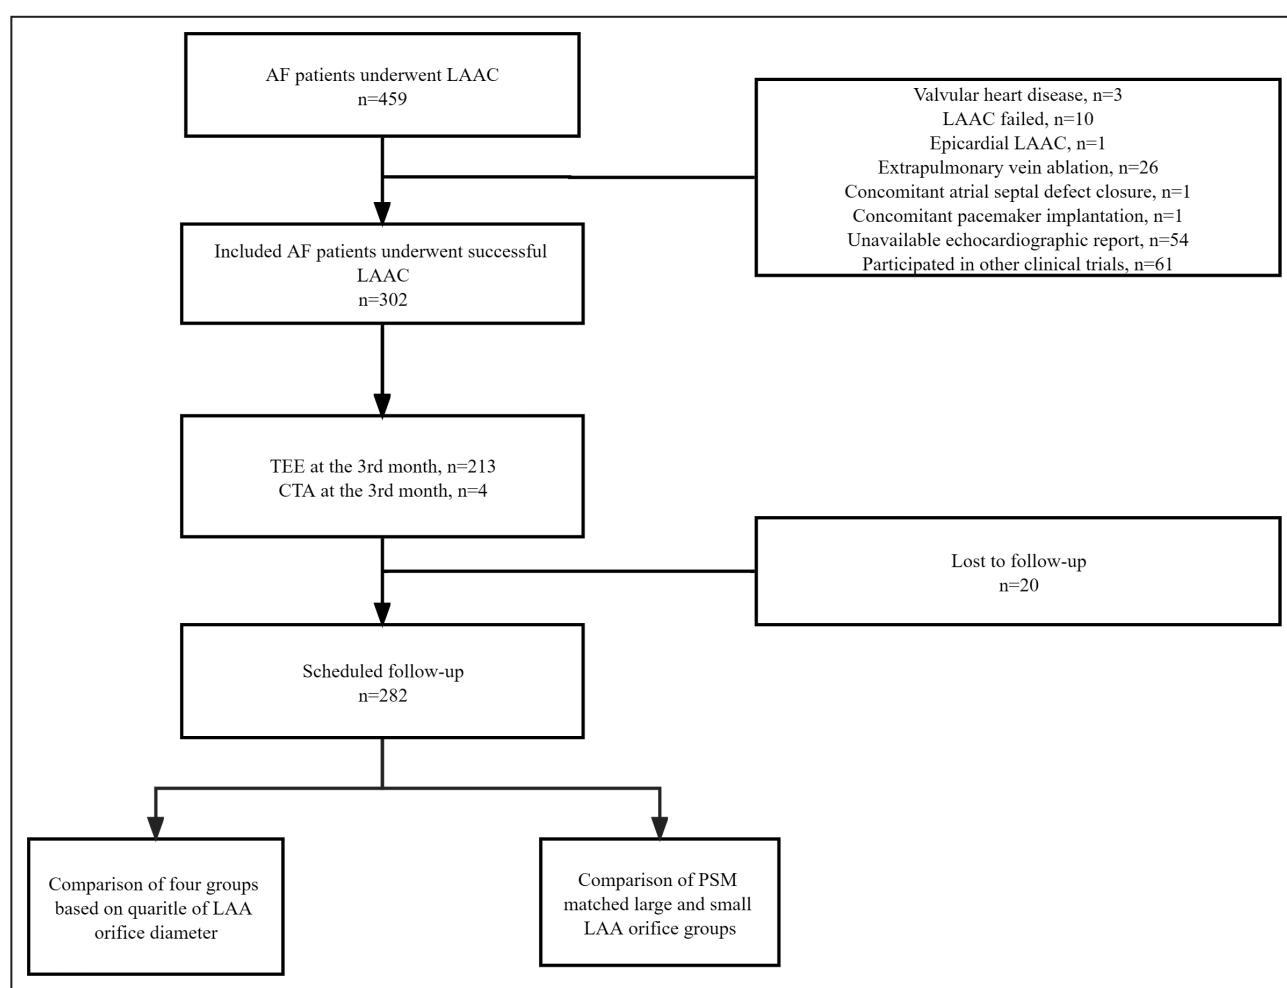 AF patients underwent LAAC
n=459
Valvular heart disease, n=3
LAAC failed, n=10
Epicardial LAAC, n=1
Extrapulmonary vein ablation, n=26
Concomitant atrial septal defect closure, n=1
Concomitant pacemaker implantation, n=1
Unavailable echocardiographic report, n=54
Participated in other clinical trials, n=61
Included AF patients underwent successful
LAAC
n=302
TEE at the 3rd month, n=213
CTA at the 3rd month, n=4
Lost to follow-up
n=20
Scheduled follow-up
n=282
Comparison of four groups
based on quaritle of LAA
orifice diameter
Comparison of PSM
matched large and small
LAA orifice groups